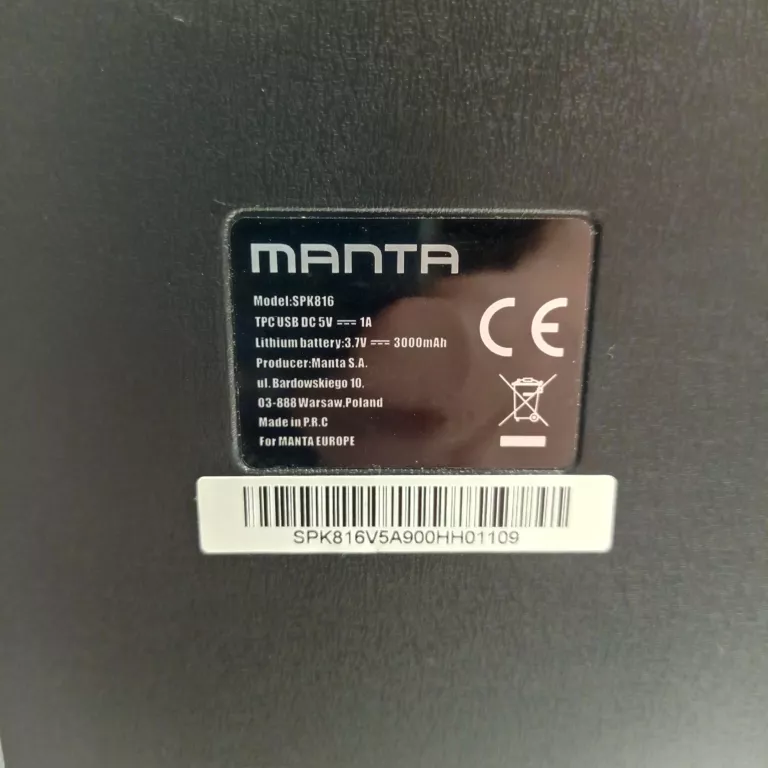 MANTA
Model:SPK816
TPC USB DC 5V ⎓ 1A
Lithium battery:3.7V ⎓ 3000mAh
Producer:Manta S.A.
ul. Bardowskiego 10.
03-888 Warsaw.Poland
Made in P.R.C
For MANTA EUROPE
CE
SPK816V5A900HH01109